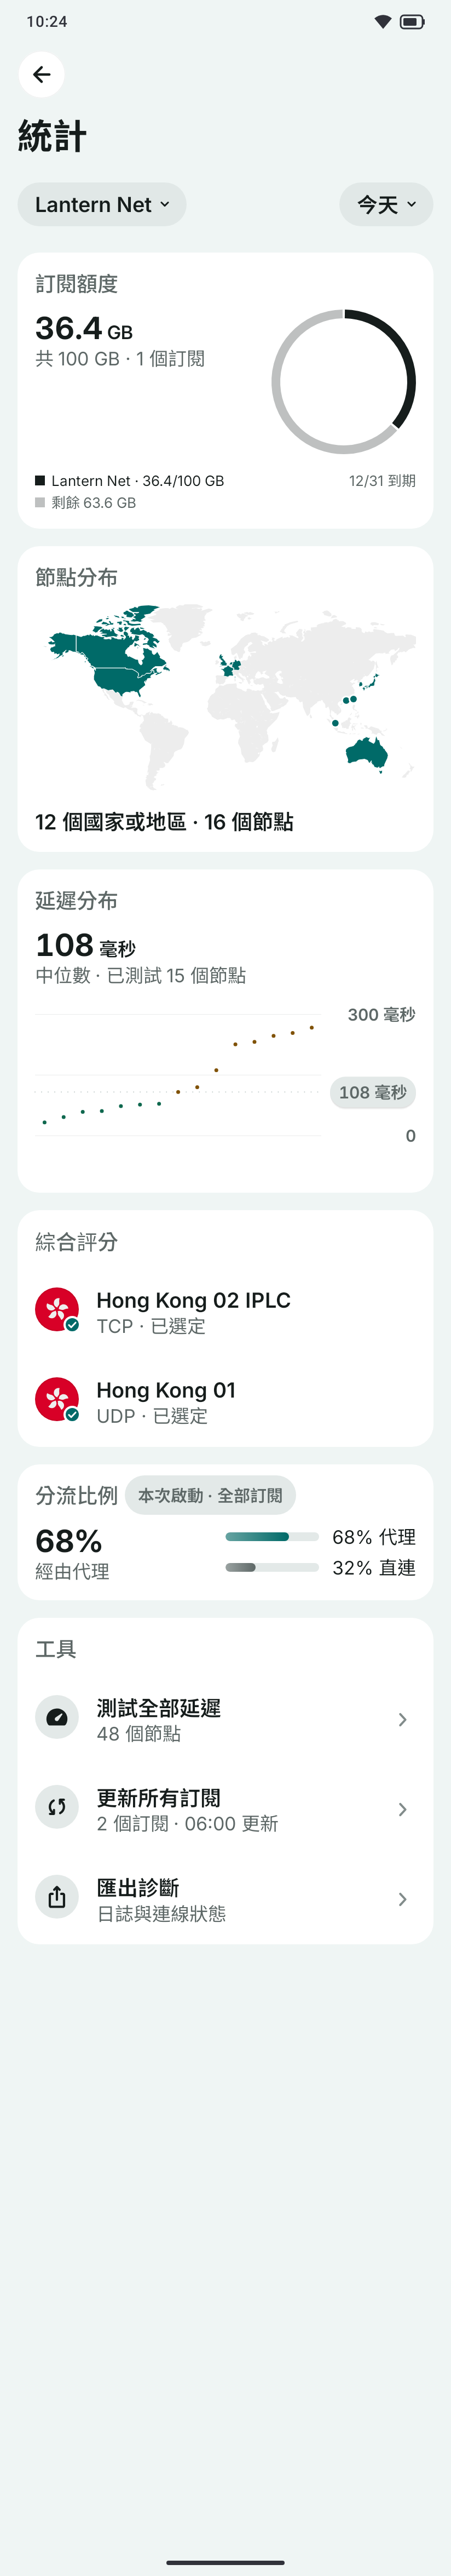 10:24
統計
Lantern Net
今天
訂閱額度
36.4 GB
共 100 GB · 1 個訂閱
Lantern Net · 36.4/100 GB
12/31 到期
剩餘 63.6 GB
節點分布
12 個國家或地區 · 16 個節點
延遲分布
108 毫秒
中位數 · 已測試 15 個節點
300 毫秒
108 毫秒
0
綜合評分
Hong Kong 02 IPLC
TCP · 已選定
Hong Kong 01
UDP · 已選定
分流比例
本次啟動 · 全部訂閱
68%
經由代理
68% 代理
32% 直連
工具
測試全部延遲
48 個節點
更新所有訂閱
2 個訂閱 · 06:00 更新
匯出診斷
日誌與連線狀態